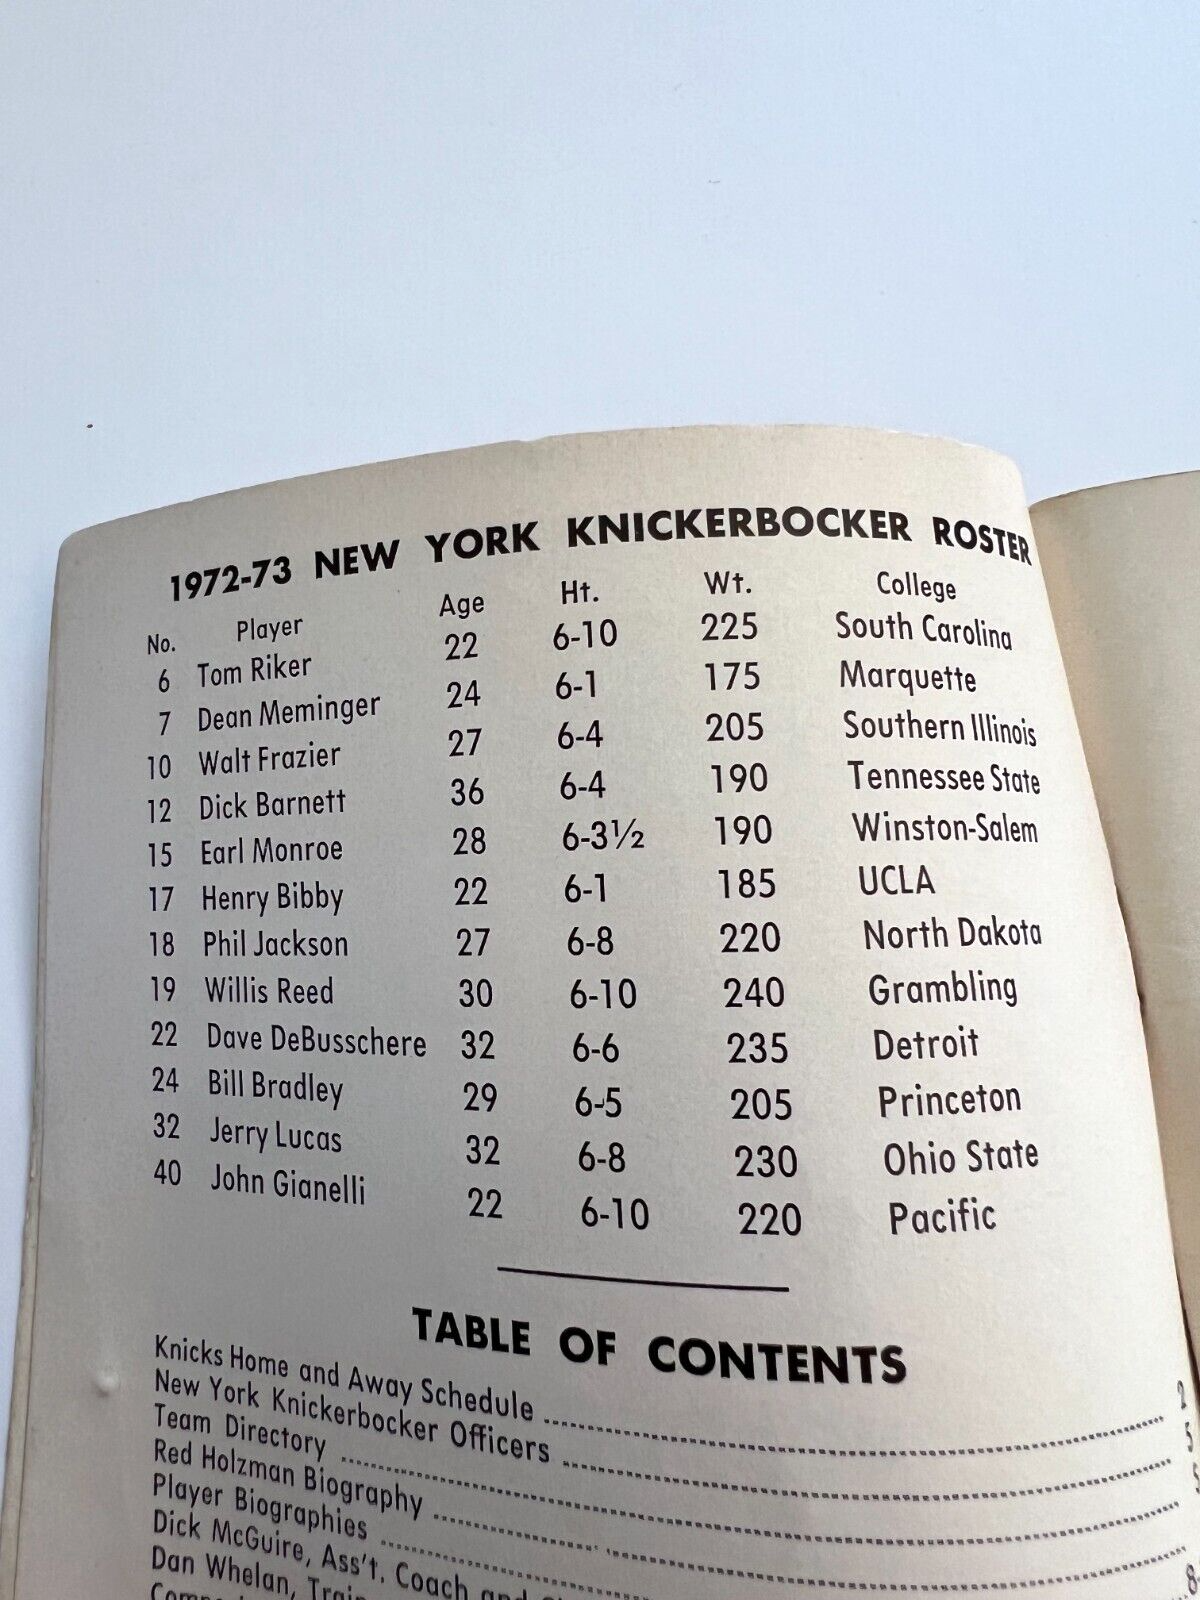 1972-73 NEW YORK KNICKERBOCKER ROSTER
No. Player Age Ht. Wt. College
6 Tom Riker 22 6-10 225 South Carolina
7 Dean Meminger 24 6-1 175 Marquette
10 Walt Frazier 27 6-4 205 Southern Illinois
12 Dick Barnett 36 6-4 190 Tennessee State
15 Earl Monroe 28 6-3½ 190 Winston-Salem
17 Henry Bibby 22 6-1 185 UCLA
18 Phil Jackson 27 6-8 220 North Dakota
19 Willis Reed 30 6-10 240 Grambling
22 Dave DeBusschere 32 6-6 235 Detroit
24 Bill Bradley 29 6-5 205 Princeton
32 Jerry Lucas 32 6-8 230 Ohio State
40 John Gianelli 22 6-10 220 Pacific
TABLE OF CONTENTS
Knicks Home and Away Schedule 2
New York Knickerbocker Officers 5
Team Directory
Red Holzman Biography
Player Biographies 8-
Dick McGuire, Ass't. Coach and
Dan Whelan,